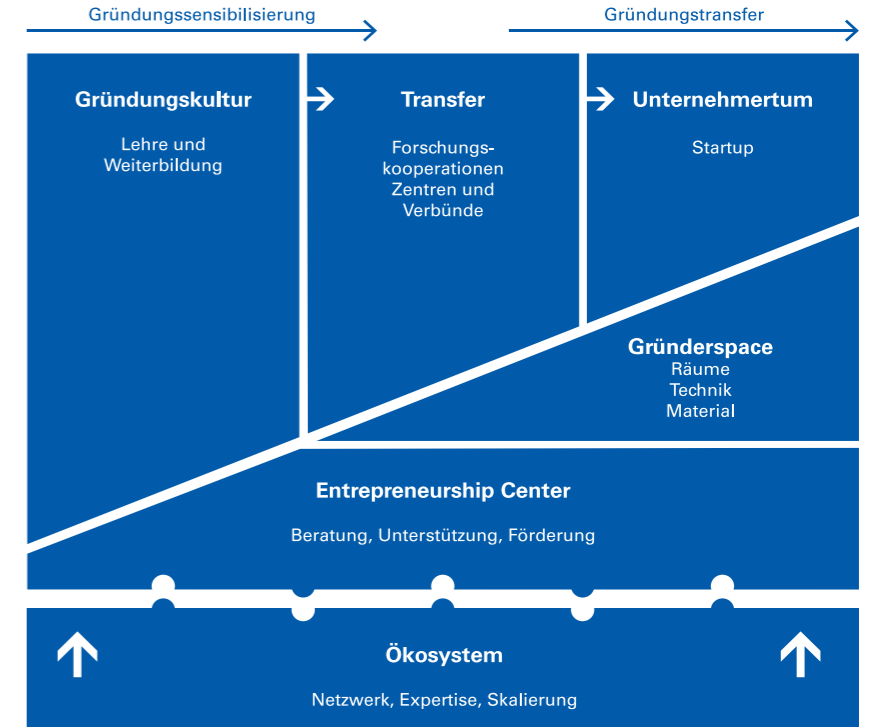 Gründungssensibilisierung
Gründungstransfer
Gründungskultur
Lehre und
Weiterbildung
Transfer
Forschungs-
kooperationen
Zentren und
Verbünde
Unternehmertum
Startup
Gründerspace
Räume
Technik
Material
Entrepreneurship Center
Beratung, Unterstützung, Förderung
Ökosystem
Netzwerk, Expertise, Skalierung